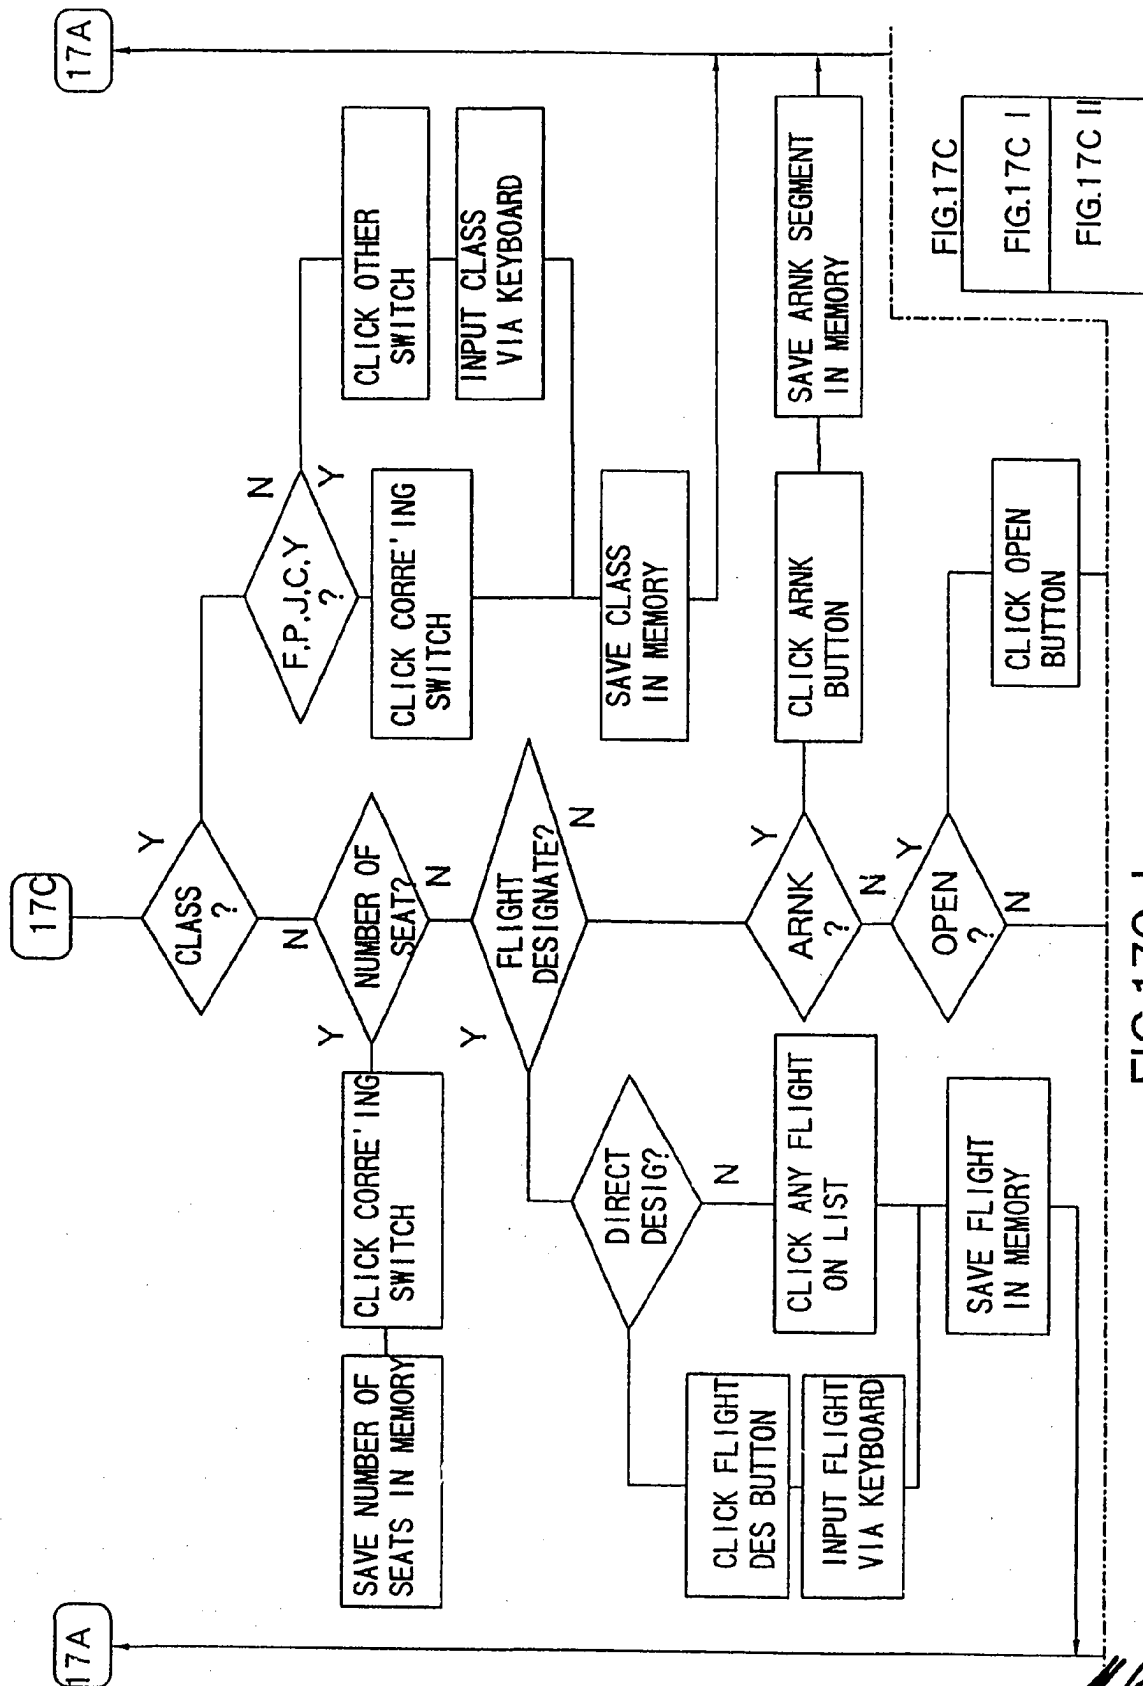 17A
17C
17A
CLASS
?
Y
N
F,P,J,C,Y
?
N
Y
CLICK OTHER
SWITCH
INPUT CLASS
VIA KEYBOARD
CLICK CORRE'ING
SWITCH
SAVE CLASS
IN MEMORY
NUMBER OF
SEAT?
Y
N
CLICK CORRE'ING
SWITCH
SAVE NUMBER OF
SEATS IN MEMORY
FLIGHT
DESIGNATE?
Y
N
DIRECT
DESIG?
N
CLICK FLIGHT
DES BUTTON
INPUT FLIGHT
VIA KEYBOARD
CLICK ANY FLIGHT
ON LIST
SAVE FLIGHT
IN MEMORY
ARNK
?
Y
N
CLICK ARNK
BUTTON
SAVE ARNK SEGMENT
IN MEMORY
OPEN
?
Y
N
CLICK OPEN
BUTTON
FIG.17C
FIG.17C I
FIG.17C II
FIG.17C I